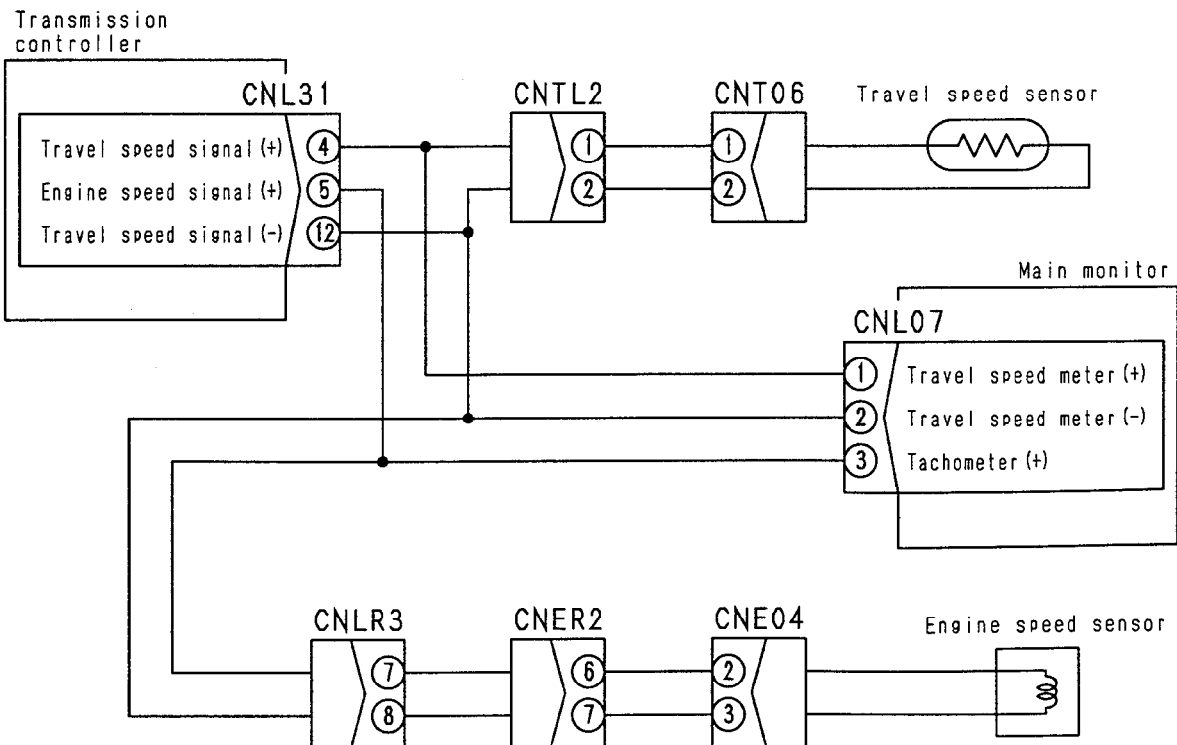 Transmission
controller
CNL31
Travel speed signal(+) 4
Engine speed signal(+) 5
Travel speed signal(-) 12
CNTL2
1
2
CNT06
1
2
Travel speed sensor
Main monitor
CNL07
1 Travel speed meter(+)
2 Travel speed meter(-)
3 Tachometer(+)
CNLR3
7
8
CNER2
6
7
CNE04
2
3
Engine speed sensor